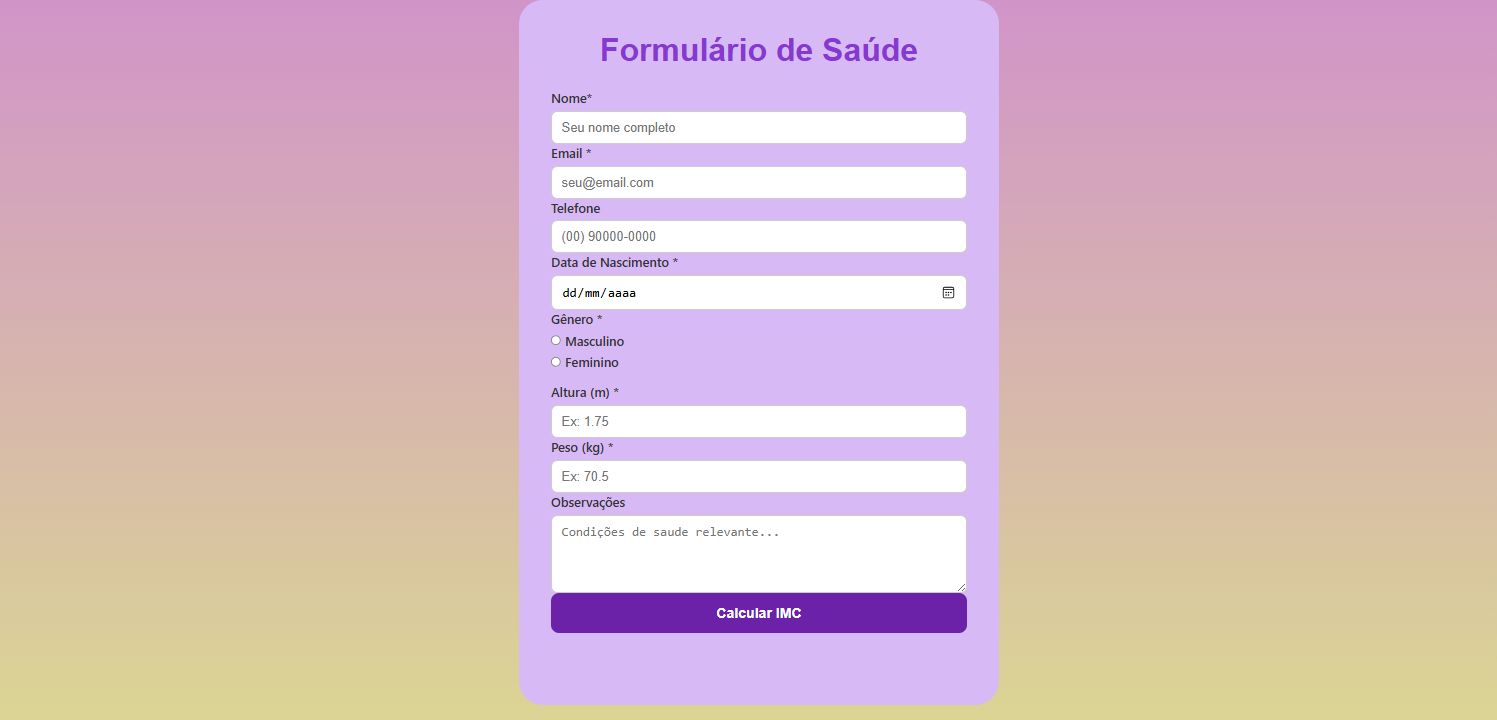 Formulário de Saúde
Nome*
Seu nome completo
Email *
seu@email.com
Telefone
(00) 90000-0000
Data de Nascimento *
dd/mm/aaaa
Gênero *
Masculino
Feminino
Altura (m) *
Ex: 1.75
Peso (kg) *
Ex: 70.5
Observações
Condições de saude relevante...
Calcular IMC